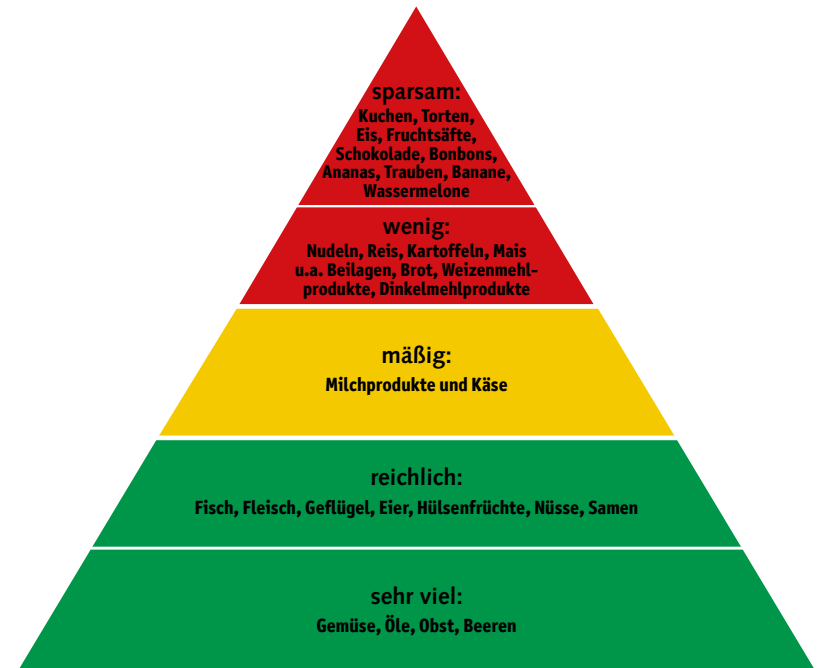 sparsam:
Kuchen, Torten,
Eis, Fruchtsäfte,
Schokolade, Bonbons,
Ananas, Trauben, Banane,
Wassermelone
wenig:
Nudeln, Reis, Kartoffeln, Mais
u.a. Beilagen, Brot, Weizenmehl-
produkte, Dinkelmehlprodukte
mäßig:
Milchprodukte und Käse
reichlich:
Fisch, Fleisch, Geflügel, Eier, Hülsenfrüchte, Nüsse, Samen
sehr viel:
Gemüse, Öle, Obst, Beeren